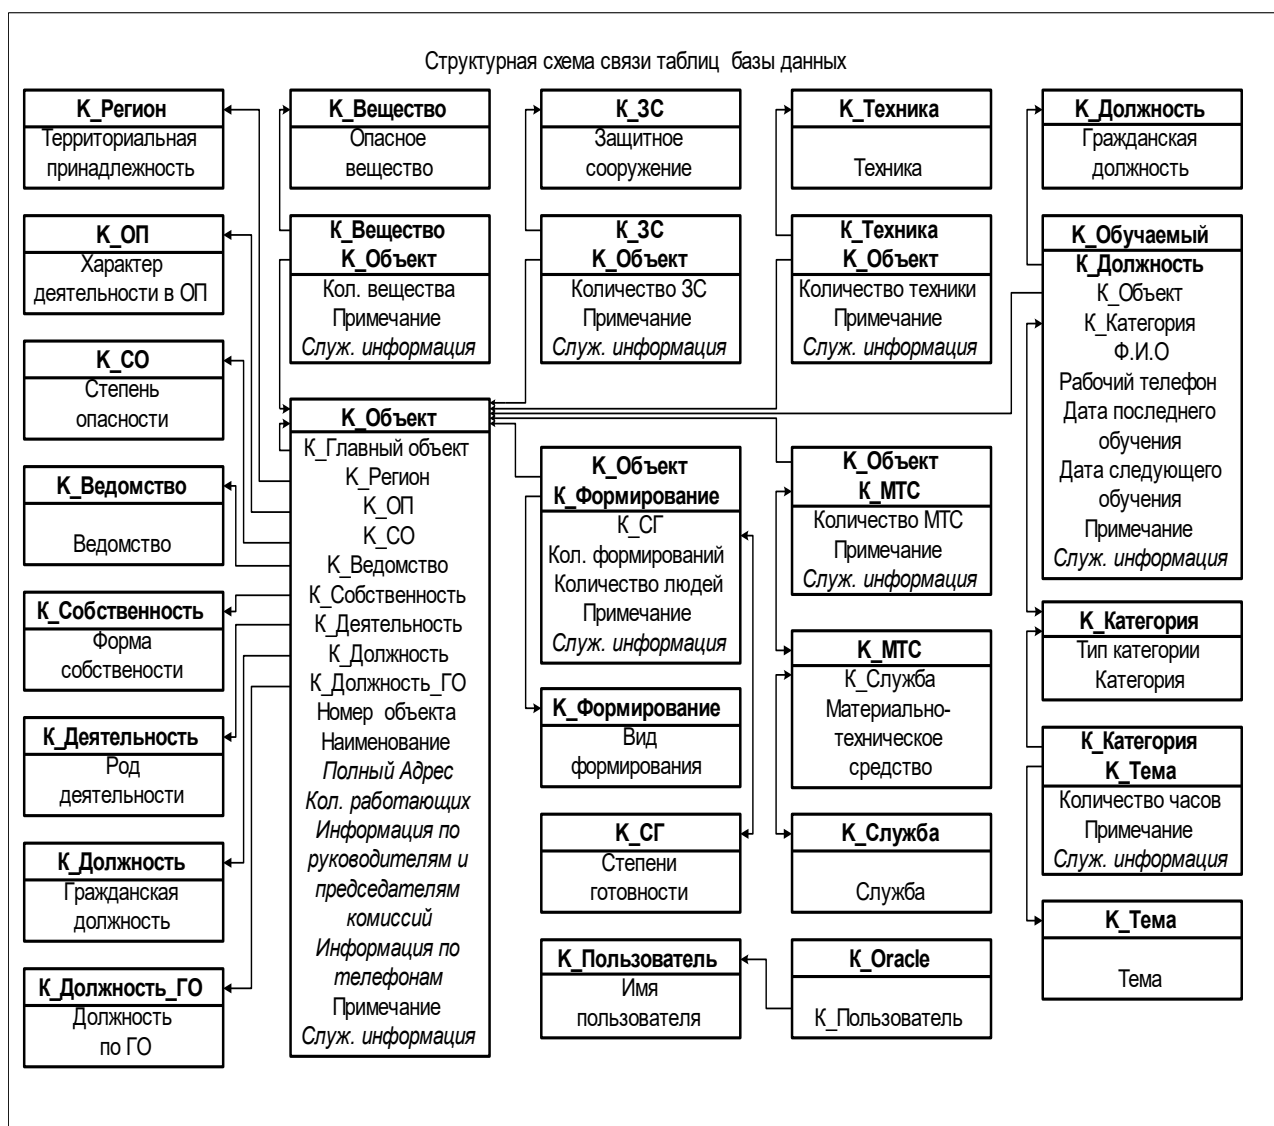 Структурная схема связи таблиц базы данных
К_Регион
Территориальная
принадлежность
К_ОП
Характер
деятельности в ОП
К_СО
Степень
опасности
К_Ведомство
Ведомство
К_Собственность
Форма
собствености
К_Деятельность
Род
деятельности
К_Должность
Гражданская
должность
К_Должность_ГО
Должность
по ГО
К_Вещество
Опасное
вещество
К_Вещество
К_Объект
Кол. вещества
Примечание
Служ. информация
К_Объект
К_Главный объект
К_Регион
К_ОП
К_СО
К_Ведомство
К_Собственность
К_Деятельность
К_Должность
К_Должность_ГО
Номер объекта
Наименование
Полный Адрес
Кол. работающих
Информация по
руководителям и
председателям
комиссий
Информация по
телефонам
Примечание
Служ. информация
К_ЗС
Защитное
сооружение
К_ЗС
К_Объект
Количество ЗС
Примечание
Служ. информация
К_Объект
К_Формирование
К_СГ
Кол. формирований
Количество людей
Примечание
Служ. информация
К_Формирование
Вид
формирования
К_СГ
Степени
готовности
К_Пользователь
Имя
пользователя
К_Техника
Техника
К_Техника
К_Объект
Количество техники
Примечание
Служ. информация
К_Объект
К_МТС
Количество МТС
Примечание
Служ. информация
К_МТС
К_Служба
Материально-
техническое
средство
К_Служба
Служба
К_Oracle
К_Пользователь
К_Должность
Гражданская
должность
К_Обучаемый
К_Должность
К_Объект
К_Категория
Ф.И.О
Рабочий телефон
Дата последнего
обучения
Дата следующего
обучения
Примечание
Служ. информация
К_Категория
Тип категории
Категория
К_Категория
К_Тема
Количество часов
Примечание
Служ. информация
К_Тема
Тема